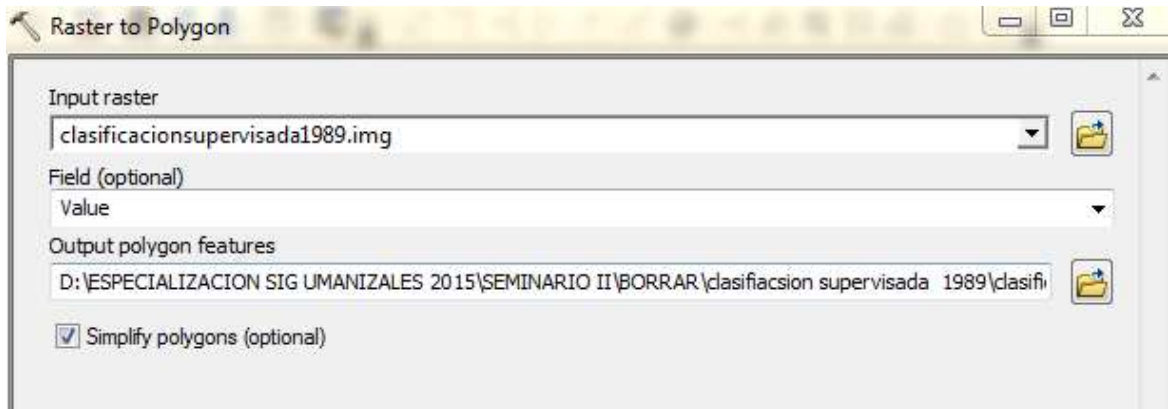 Raster to Polygon
Input raster
clasificacionsupervisada1989.img
Field (optional)
Value
Output polygon features
D:\ESPECIALIZACION SIG UMANIZALES 2015\SEMINARIO II\BORRAR\clasifiacsion supervisada  1989\clasifi
Simplify polygons (optional)